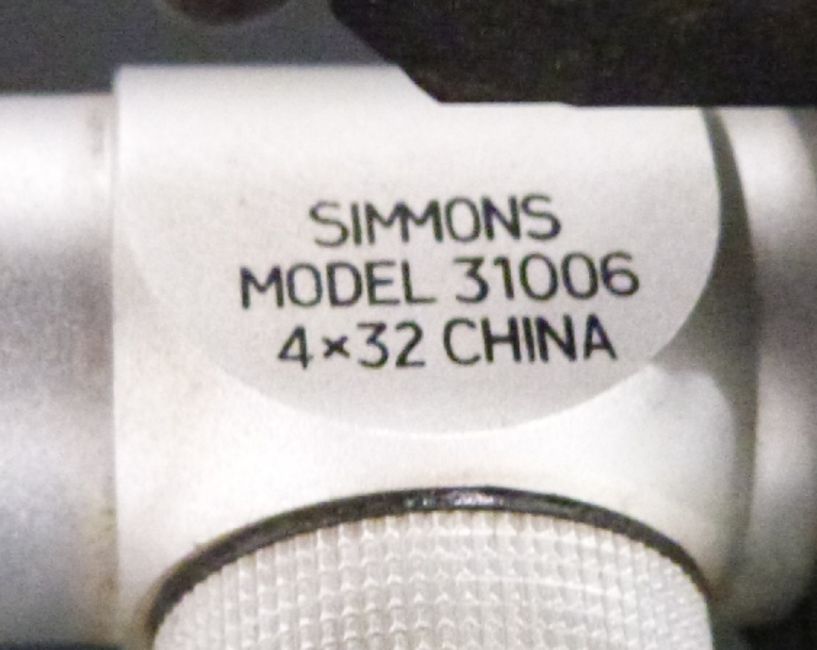 SIMMONS
MODEL 31006
4×32 CHINA